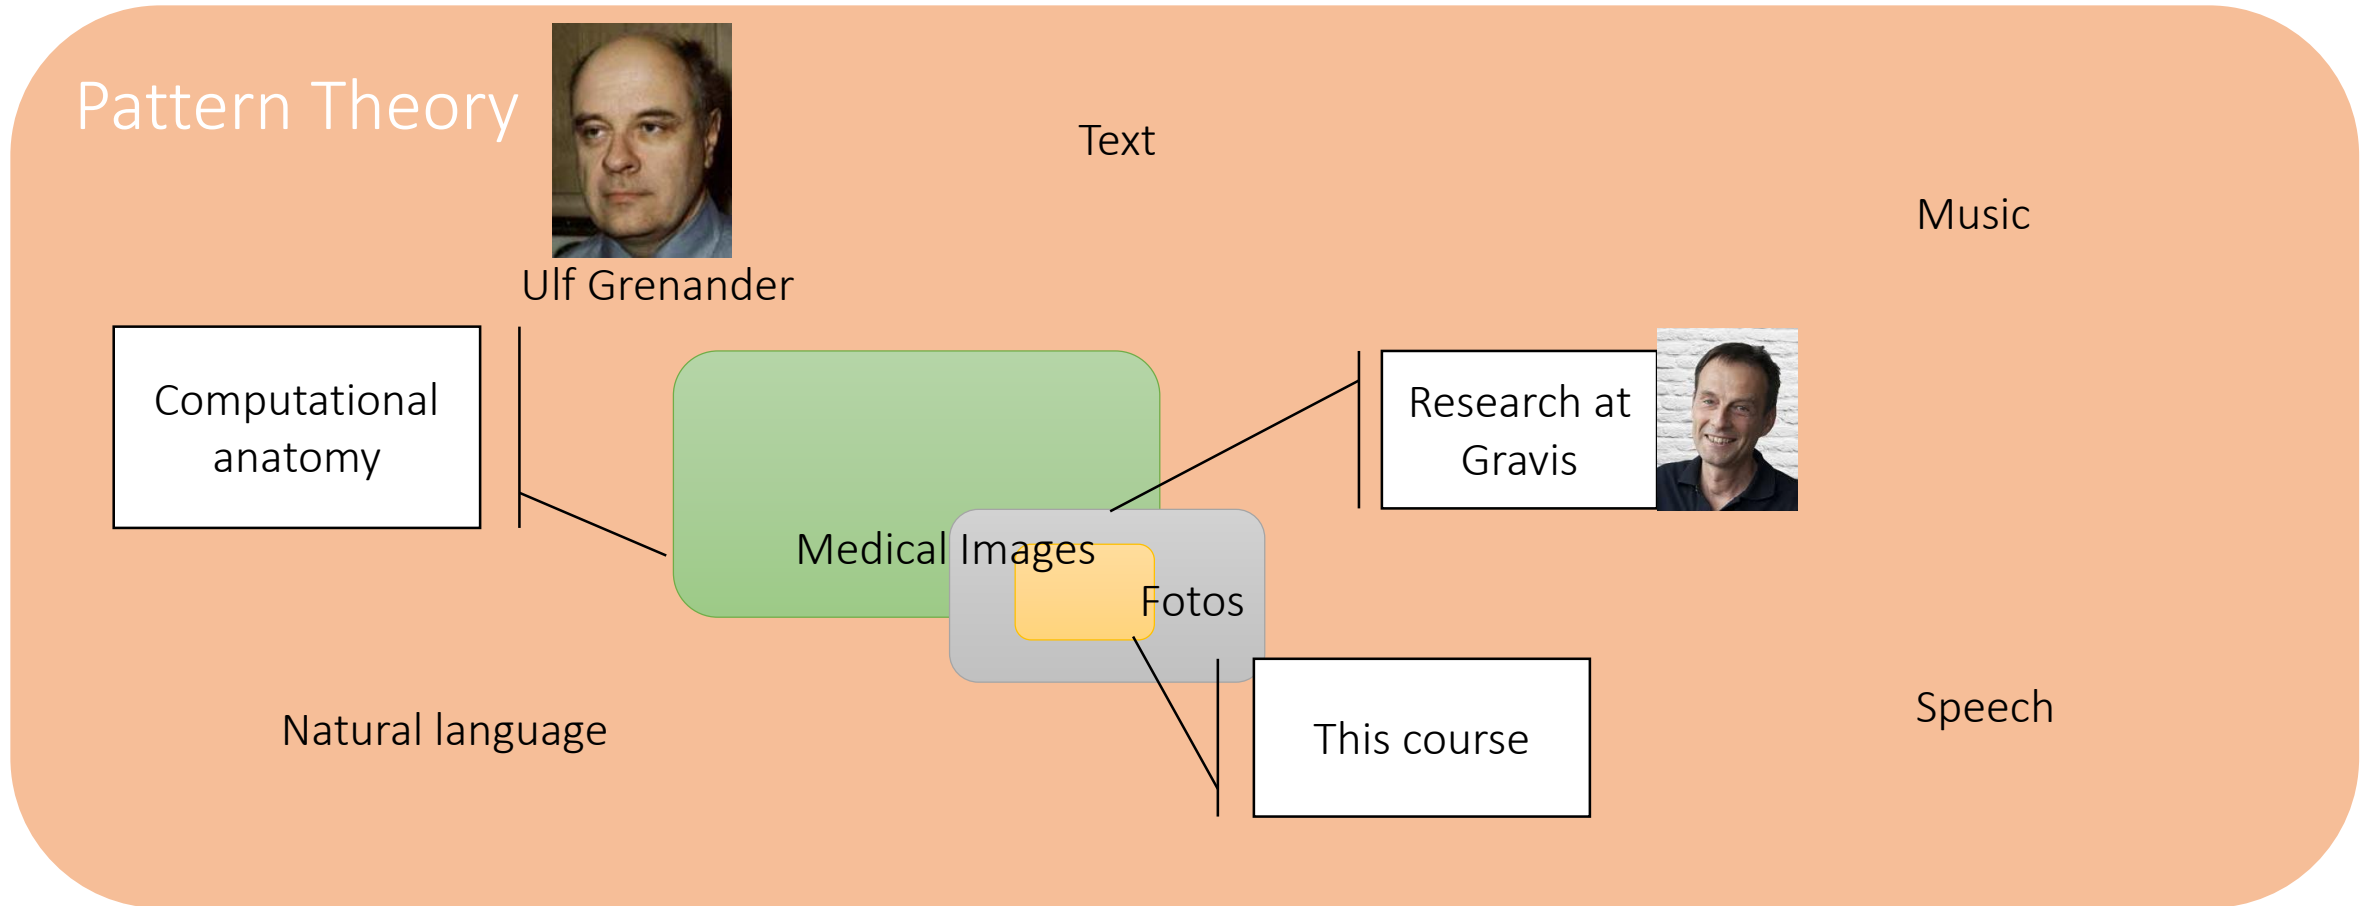 Pattern Theory
Text
Music
Ulf Grenander
Computational
anatomy
Research at
Gravis
Medical Images
Fotos
Natural language
This course
Speech